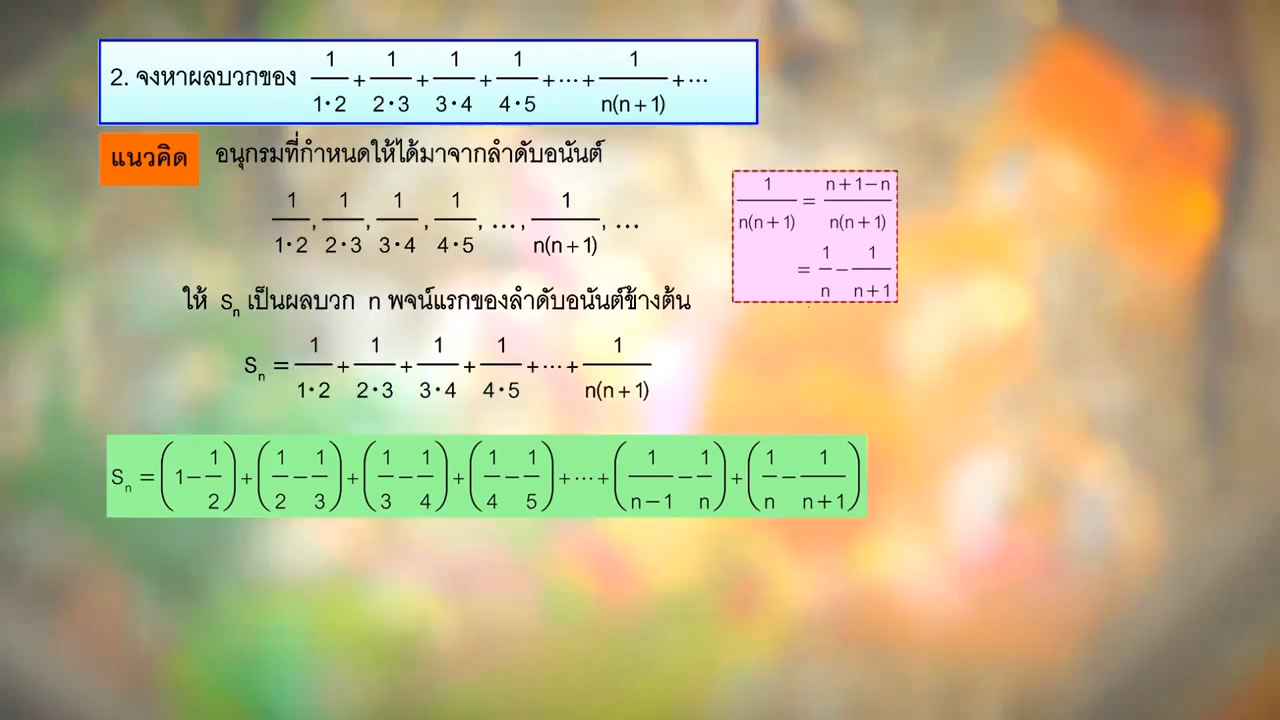 2. จงหาผลบวกของ 1/(1•2) + 1/(2•3) + 1/(3•4) + 1/(4•5) + ⋯ + 1/(n(n + 1)) + ⋯
แนวคิด อนุกรมที่กำหนดให้ได้มาจากลำดับอนันต์
1/(1•2), 1/(2•3), 1/(3•4), 1/(4•5), ..., 1/(n(n + 1)), ...
1/(n(n + 1)) = (n + 1 − n)/(n(n + 1))
= 1/n − 1/(n + 1)
ให้ Sₙ เป็นผลบวก n พจน์แรกของลำดับอนันต์ข้างต้น
Sₙ = 1/(1•2) + 1/(2•3) + 1/(3•4) + 1/(4•5) + ⋯ + 1/(n(n + 1))
Sₙ = (1 − 1/2) + (1/2 − 1/3) + (1/3 − 1/4) + (1/4 − 1/5) + ⋯ + (1/(n − 1) − 1/n) + (1/n − 1/(n + 1))